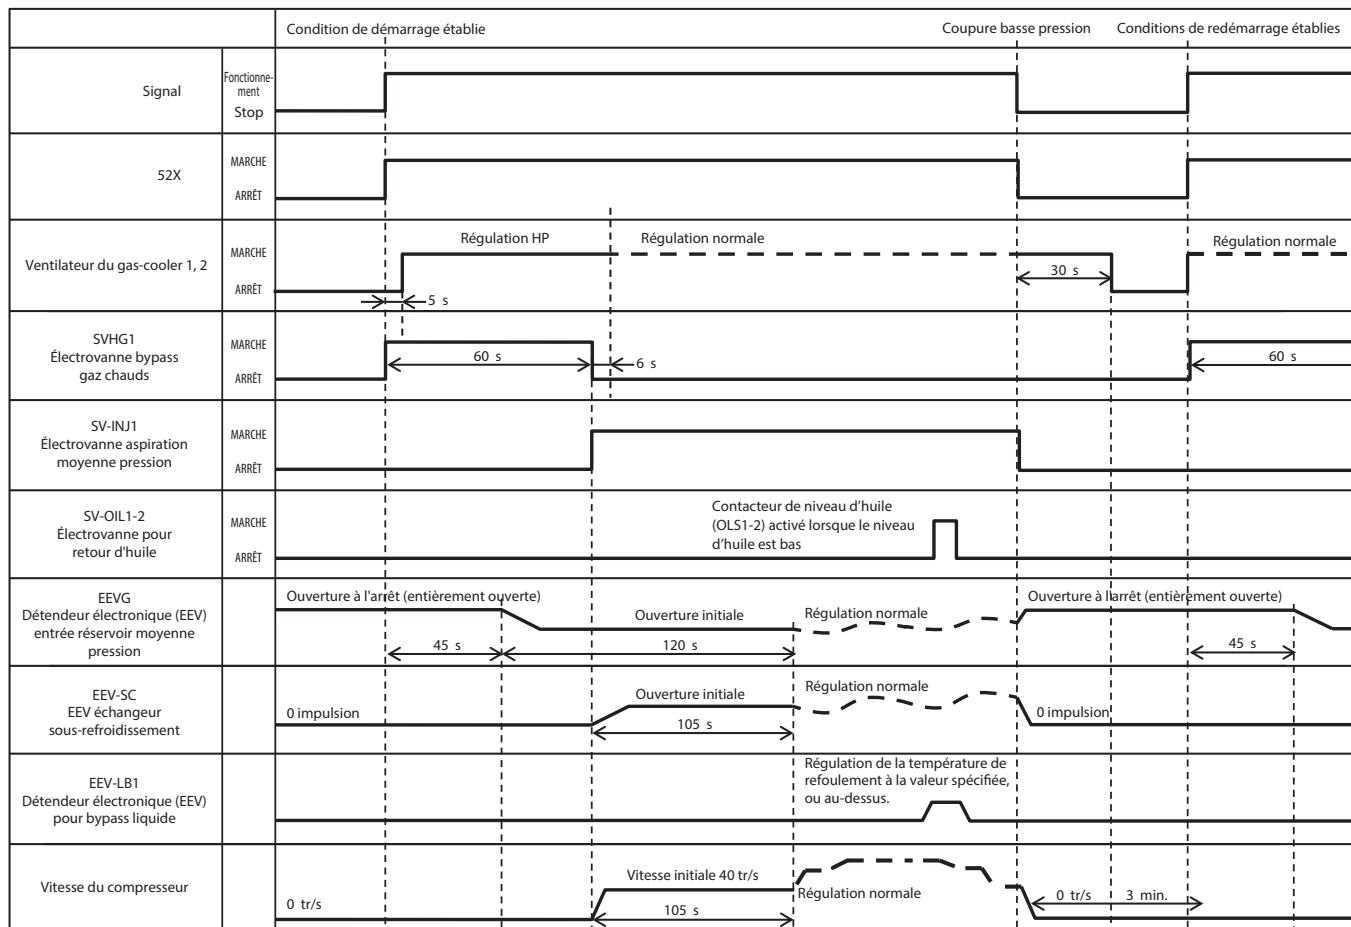 Condition de démarrage établie
Coupure basse pression
Conditions de redémarrage établies
Signal
Fonctionne-
ment
Stop
52X
MARCHE
ARRÊT
Ventilateur du gas-cooler 1, 2
MARCHE
ARRÊT
Régulation HP
Régulation normale
Régulation normale
30 s
5 s
SVHG1
Électrovanne bypass
gaz chauds
MARCHE
ARRÊT
60 s
6 s
60 s
SV-INJ1
Électrovanne aspiration
moyenne pression
MARCHE
ARRÊT
SV-OIL1-2
Électrovanne pour
retour d'huile
MARCHE
ARRÊT
Contacteur de niveau d’huile
(OLS1-2) activé lorsque le niveau
d’huile est bas
EEVG
Détendeur électronique (EEV)
entrée réservoir moyenne
pression
Ouverture à l'arrêt (entièrement ouverte)
Ouverture initiale
Régulation normale
Ouverture à l'arrêt (entièrement ouverte)
45 s
120 s
45 s
EEV-SC
EEV échangeur
sous-refroidissement
0 impulsion
Ouverture initiale
Régulation normale
0 impulsion
105 s
EEV-LB1
Détendeur électronique (EEV)
pour bypass liquide
Régulation de la température de
refoulement à la valeur spécifiée,
ou au-dessus.
Vitesse du compresseur
0 tr/s
Vitesse initiale 40 tr/s
105 s
Régulation normale
0 tr/s
3 min.